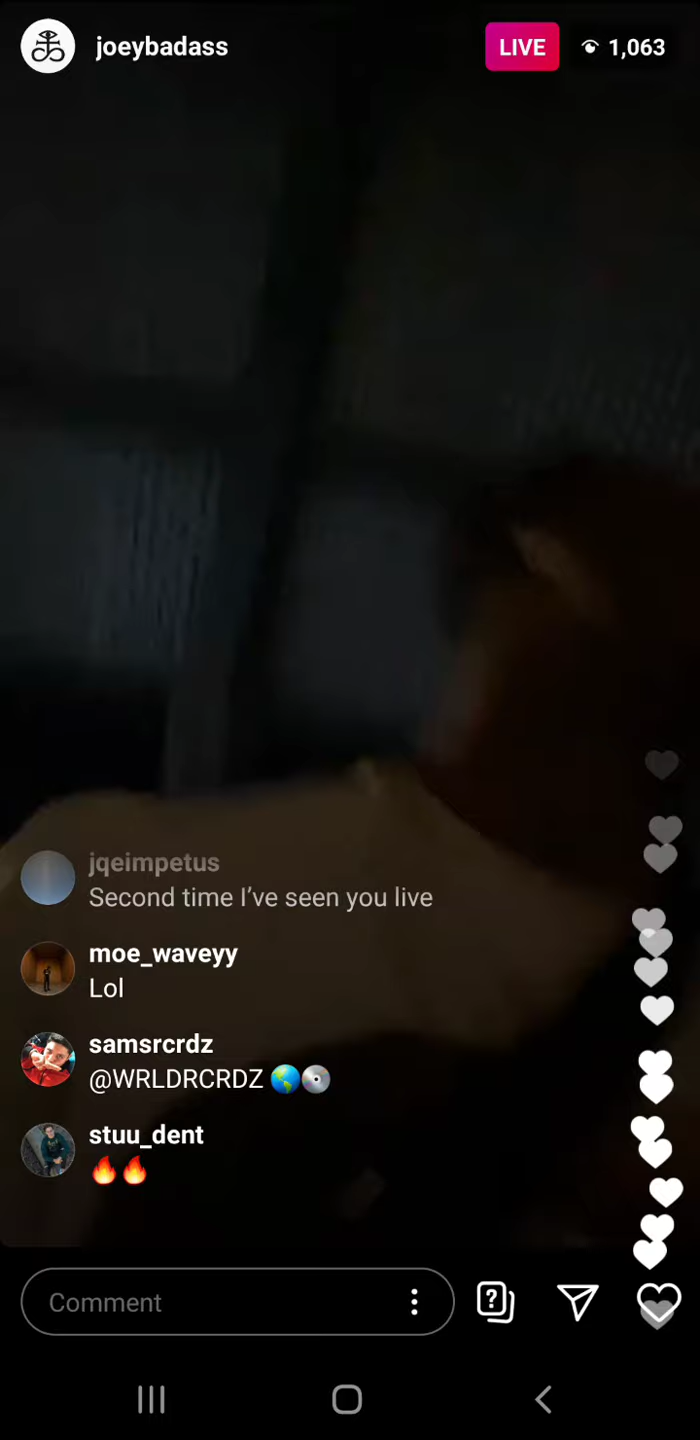 joeybadass
LIVE
1,063
jqeimpetus
Second time I've seen you live
moe_waveyy
Lol
samsrcrdz
@WRLDRCRDZ 🌎💿
stuu_dent
🔥🔥
Comment